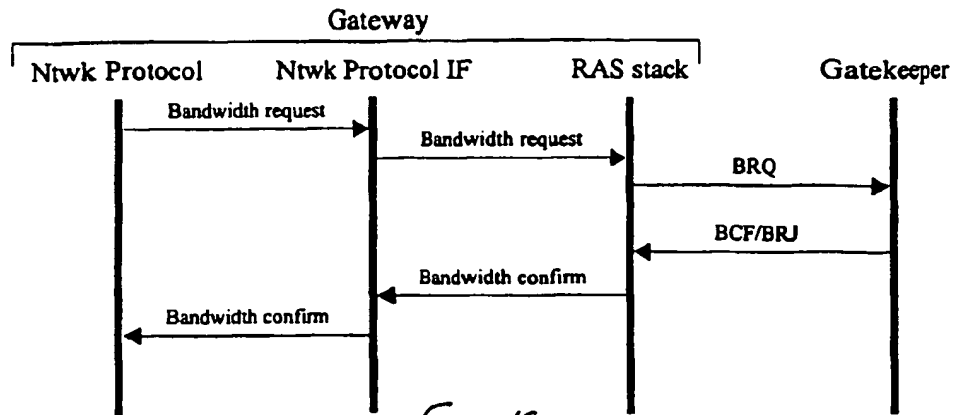 Gateway
Ntwk Protocol Ntwk Protocol IF RAS stack Gatekeeper
Bandwidth request
Bandwidth request
BRQ
BCF/BRJ
Bandwidth confirm
Bandwidth confirm